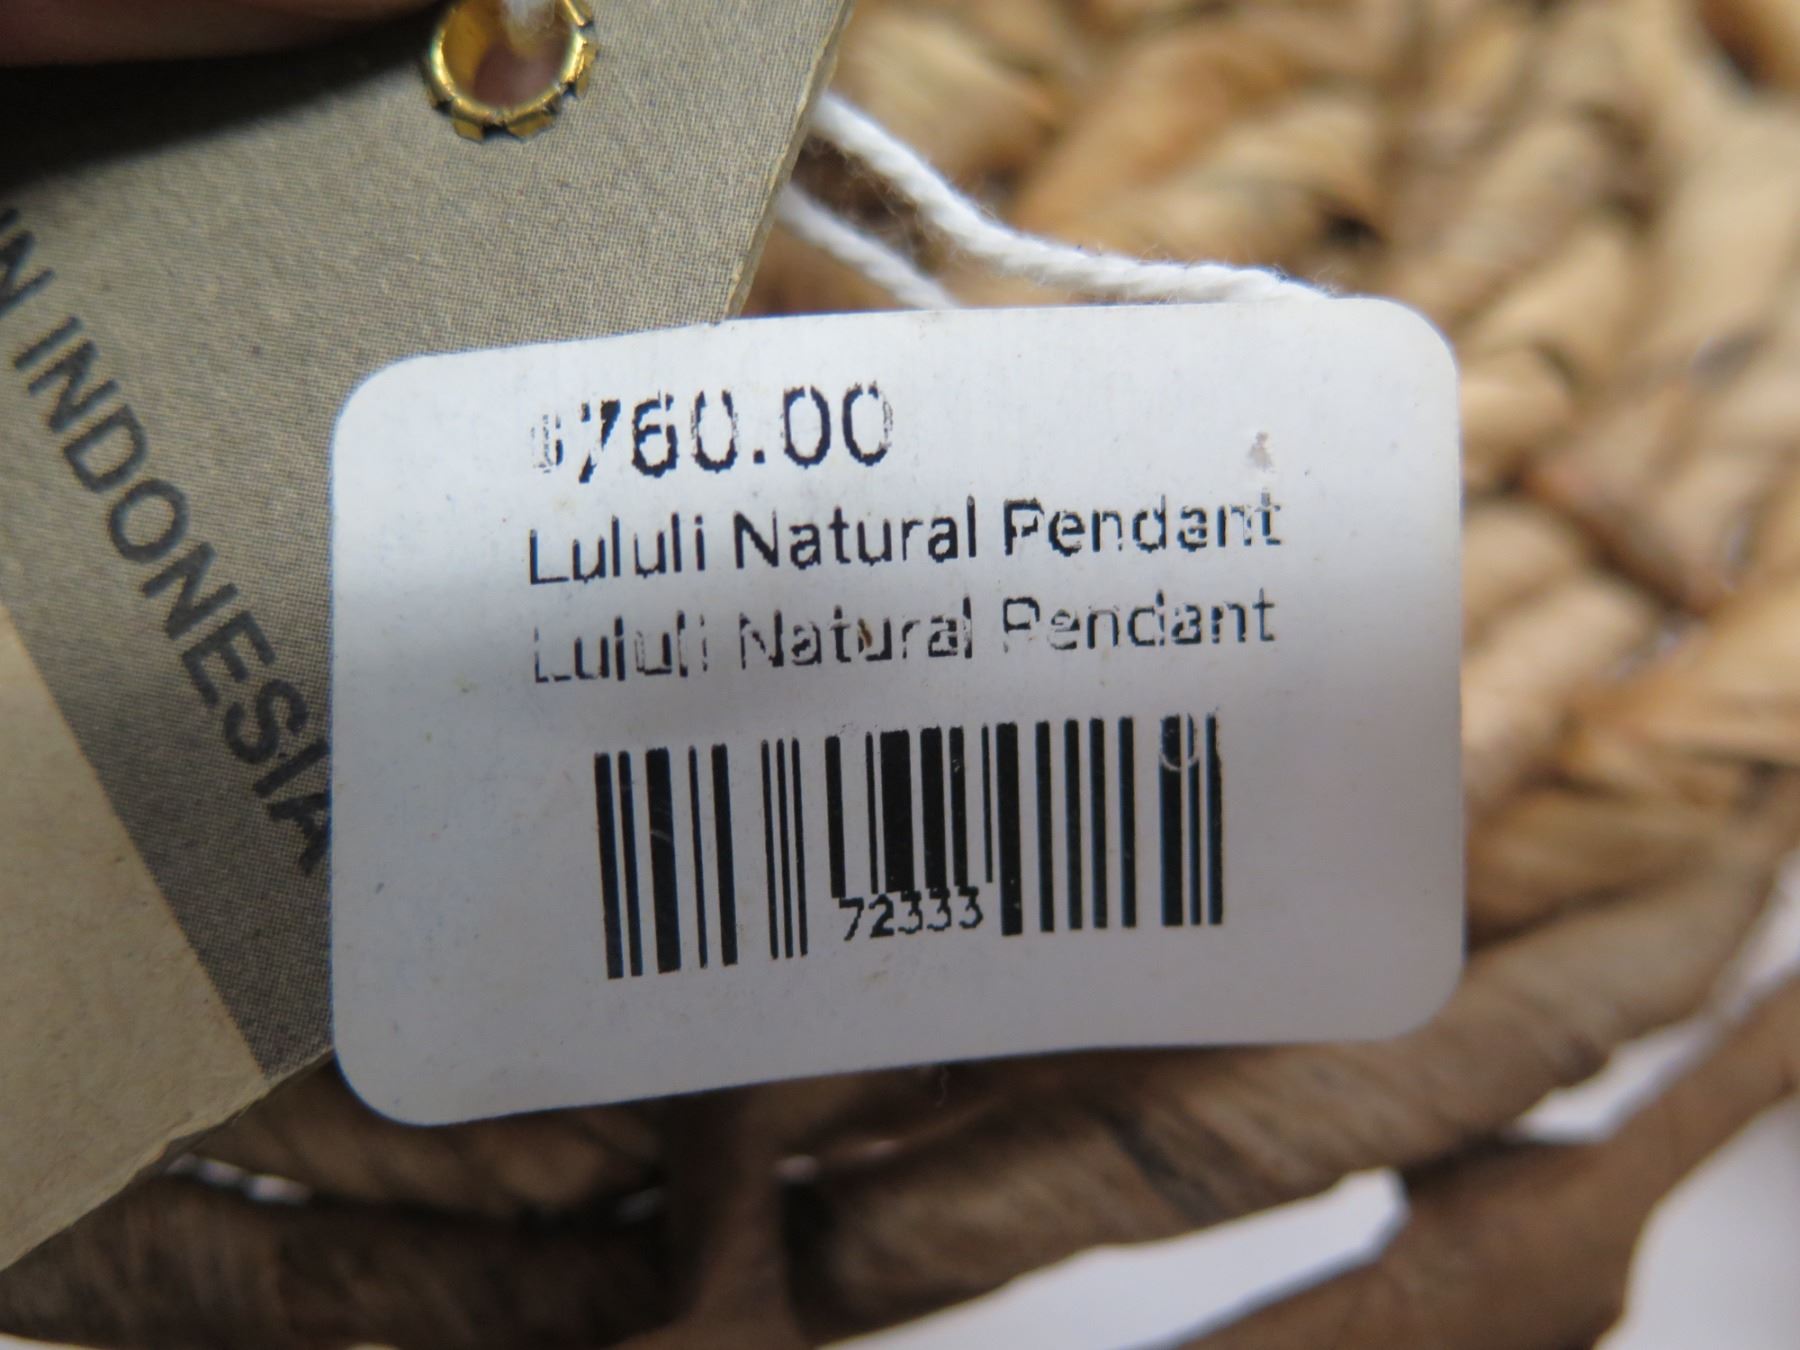 IN INDONESIA
$760.00
Lululi Natural Pendant
Lululi Natural Pendant
72333